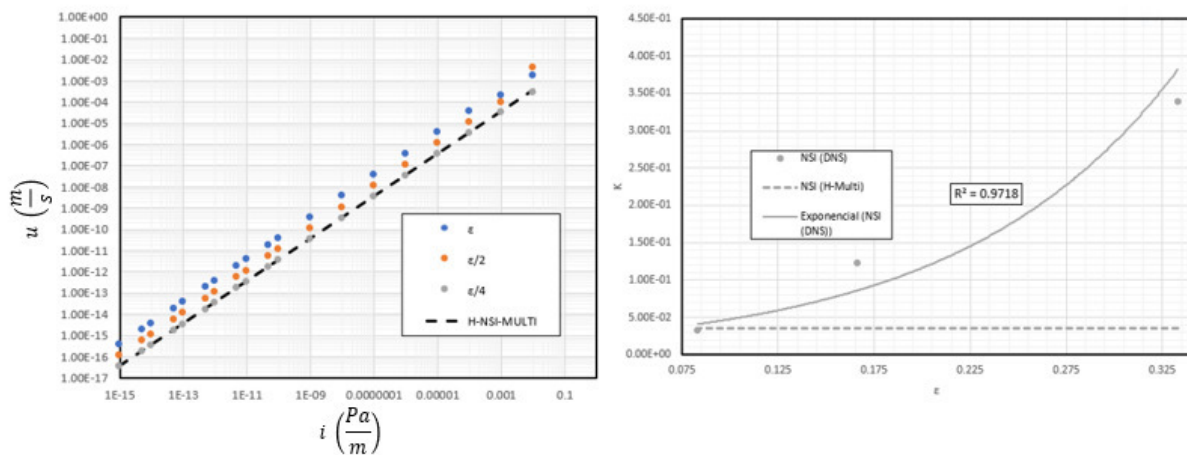 1.00E+00
1.00E-01
1.00E-02
1.00E-03
1.00E-04
1.00E-05
1.00E-06
1.00E-07
1.00E-08
1.00E-09
1.00E-10
1.00E-11
1.00E-12
1.00E-13
1.00E-14
1.00E-15
1.00E-16
1.00E-17
u (m/s)
ε
ε/2
ε/4
H-NSI-MULTI
1E-15 1E-13 1E-11 1E-09 0.0000001 0.00001 0.001 0.1
i (Pa/m)
4.50E-01
4.00E-01
3.50E-01
3.00E-01
2.50E-01
2.00E-01
1.50E-01
1.00E-01
5.00E-02
0.00E+00
K
NSI (DNS)
NSI (H-Multi)
Exponencial (NSI
(DNS))
R² = 0.9718
0.075 0.125 0.175 0.225 0.275 0.325
ε